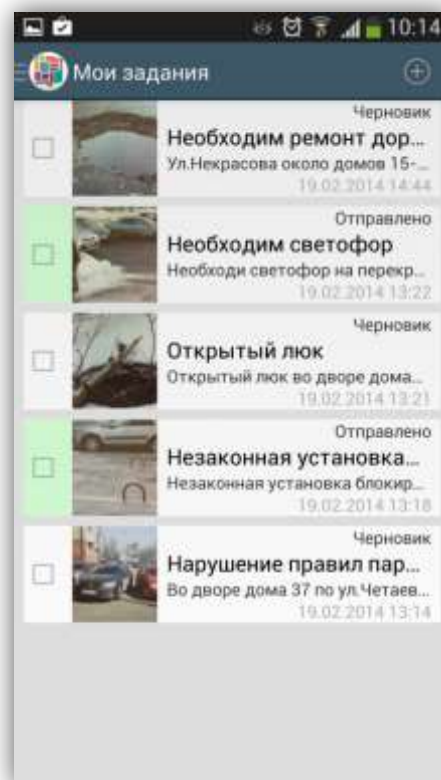 10:14
Мои задания
Черновик
Необходим ремонт дор...
Ул.Некрасова около домов 15-...
19.02.2014 14:44
Отправлено
Необходим светофор
Необходи светофор на перекр...
19.02.2014 13:22
Черновик
Открытый люк
Открытый люк во дворе дома...
19.02.2014 13:21
Отправлено
Незаконная установка...
Незаконная установка блокир...
19.02.2014 13:18
Черновик
Нарушение правил пар...
Во дворе дома 37 по ул.Четаев...
19.02.2014 13:14